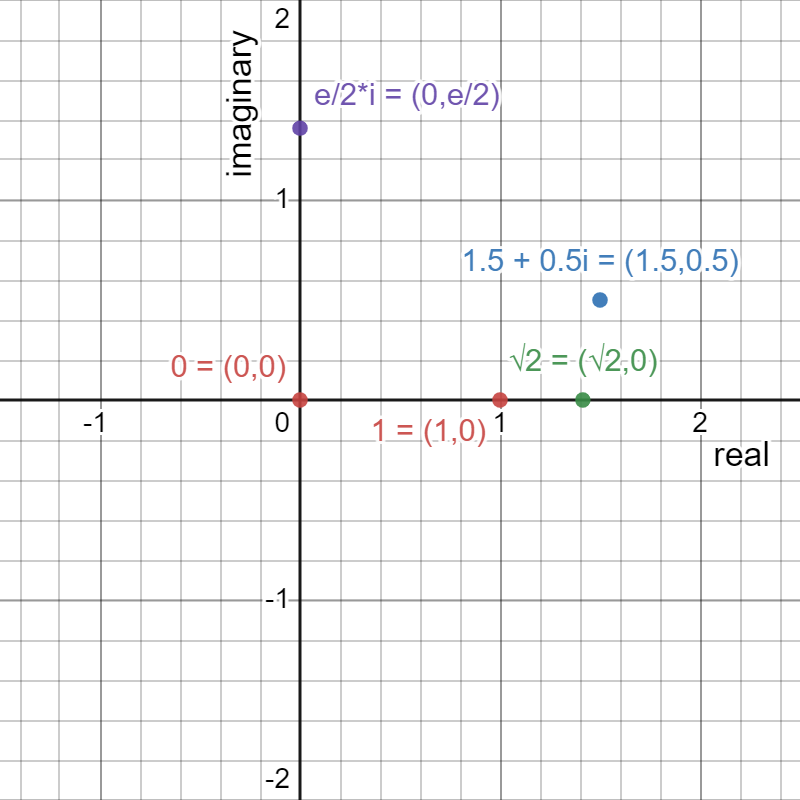 2
imaginary
e/2*i = (0,e/2)
1
1.5 + 0.5i = (1.5,0.5)
0 = (0,0)
√2 = (√2,0)
-1
0
1
2
1 = (1,0)
real
-1
-2